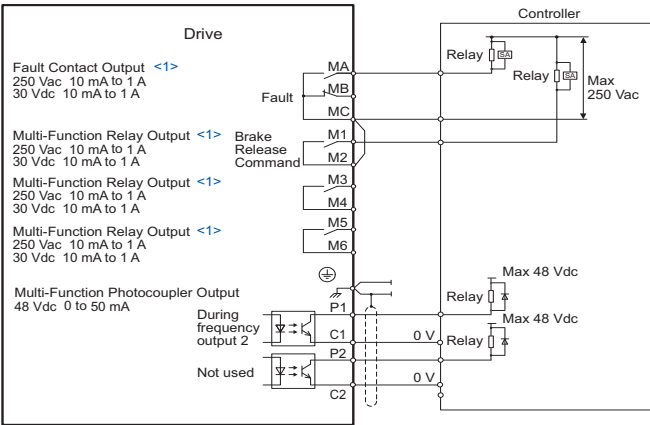 Controller
Drive
Fault Contact Output <1>
250 Vac 10 mA to 1 A
30 Vdc 10 mA to 1 A
Fault
MA
MB
MC
Relay
SA
Relay
SA
Max
250 Vac
Multi-Function Relay Output <1>
250 Vac 10 mA to 1 A
30 Vdc 10 mA to 1 A
Brake
Release
Command
M1
M2
Multi-Function Relay Output <1>
250 Vac 10 mA to 1 A
30 Vdc 10 mA to 1 A
M3
M4
Multi-Function Relay Output <1>
250 Vac 10 mA to 1 A
30 Vdc 10 mA to 1 A
M5
M6
Multi-Function Photocoupler Output
48 Vdc 0 to 50 mA
During
frequency
output 2
P1
C1
Relay
Max 48 Vdc
0 V
Relay
Max 48 Vdc
Not used
P2
C2
0 V